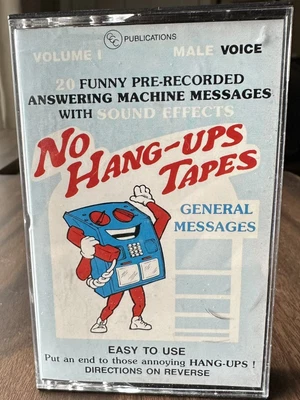 CCC PUBLICATIONS
VOLUME I MALE VOICE
20 FUNNY PRE-RECORDED
ANSWERING MACHINE MESSAGES
WITH SOUND EFFECTS
NO
HANG-UPS
TAPES
GENERAL
MESSAGES
EASY TO USE
Put an end to those annoying HANG-UPS !
DIRECTIONS ON REVERSE